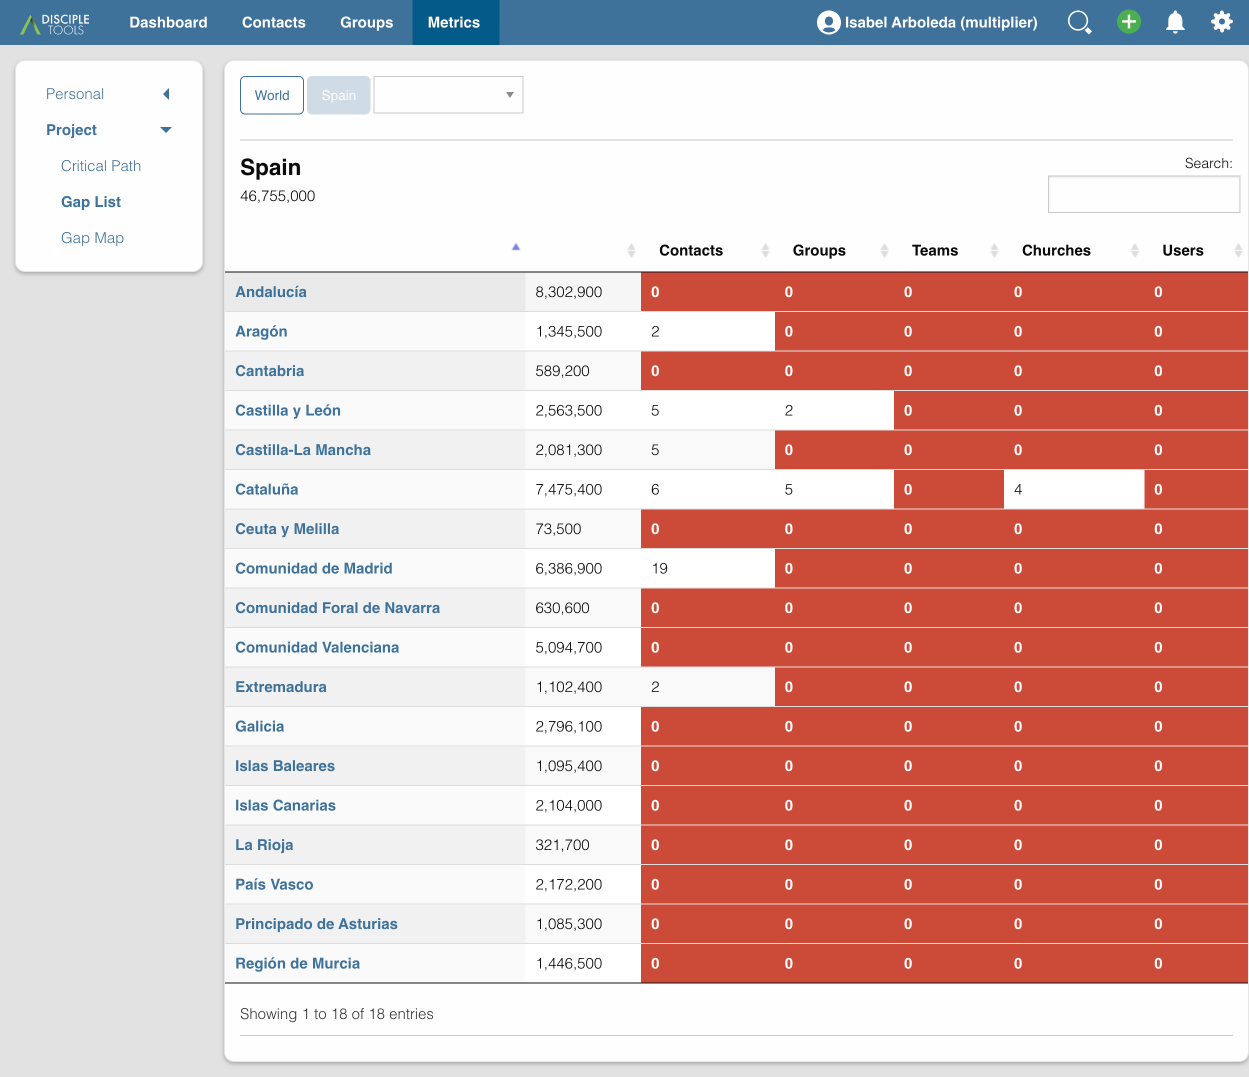 DISCIPLE TOOLS Dashboard Contacts Groups Metrics Isabel Arboleda (multiplier)
Personal
Project
Critical Path
Gap List
Gap Map
World Spain
Spain
46,755,000
Search:
Contacts Groups Teams Churches Users
Andalucía 8,302,900 0 0 0 0 0
Aragón 1,345,500 2 0 0 0 0
Cantabria 589,200 0 0 0 0 0
Castilla y León 2,563,500 5 2 0 0 0
Castilla-La Mancha 2,081,300 5 0 0 0 0
Cataluña 7,475,400 6 5 0 4 0
Ceuta y Melilla 73,500 0 0 0 0 0
Comunidad de Madrid 6,386,900 19 0 0 0 0
Comunidad Foral de Navarra 630,600 0 0 0 0 0
Comunidad Valenciana 5,094,700 0 0 0 0 0
Extremadura 1,102,400 2 0 0 0 0
Galicia 2,796,100 0 0 0 0 0
Islas Baleares 1,095,400 0 0 0 0 0
Islas Canarias 2,104,000 0 0 0 0 0
La Rioja 321,700 0 0 0 0 0
País Vasco 2,172,200 0 0 0 0 0
Principado de Asturias 1,085,300 0 0 0 0 0
Región de Murcia 1,446,500 0 0 0 0 0
Showing 1 to 18 of 18 entries